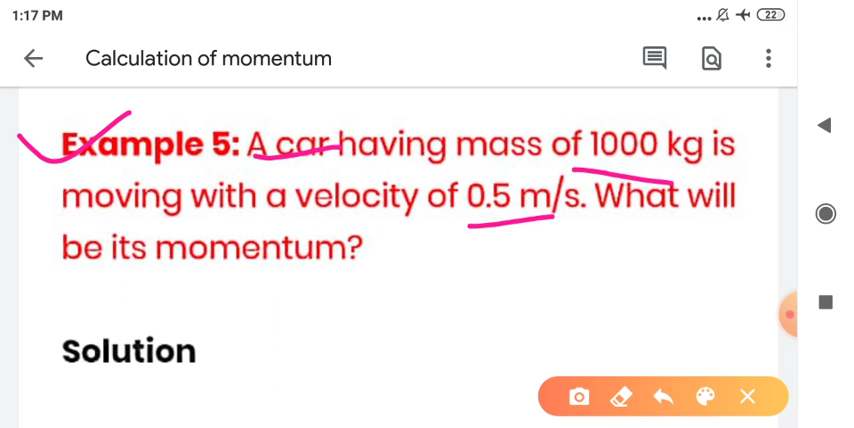 1:17 PM
22
Calculation of momentum
Example 5: A car having mass of 1000 kg is
moving with a velocity of 0.5 m/s. What will
be its momentum?
Solution